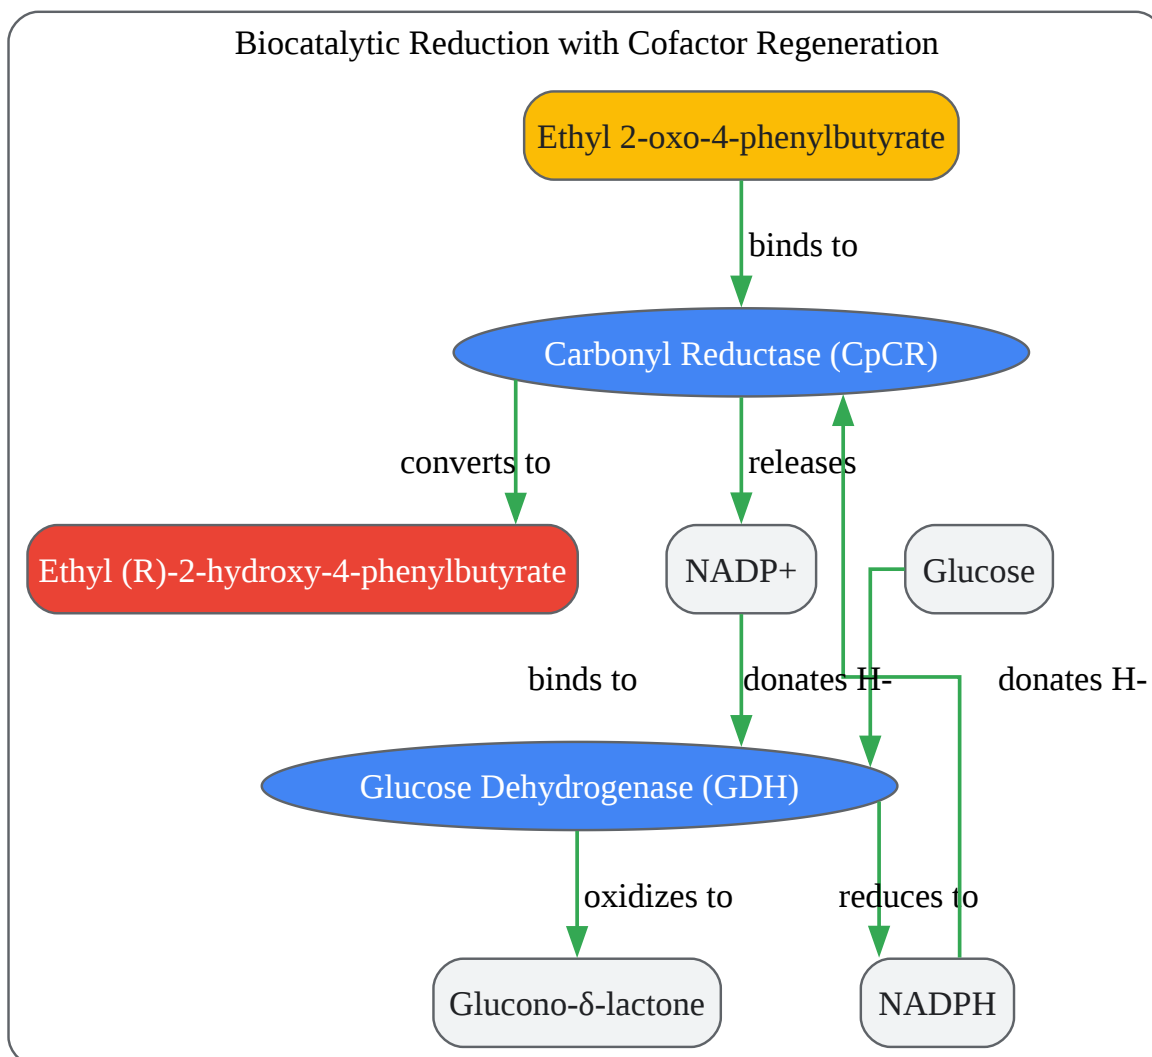 Biocatalytic Reduction with Cofactor Regeneration
Ethyl 2-oxo-4-phenylbutyrate
binds to
Carbonyl Reductase (CpCR)
converts to
releases
Ethyl (R)-2-hydroxy-4-phenylbutyrate
NADP+
Glucose
binds to
donates H-
donates H-
Glucose Dehydrogenase (GDH)
oxidizes to
reduces to
Glucono-δ-lactone
NADPH